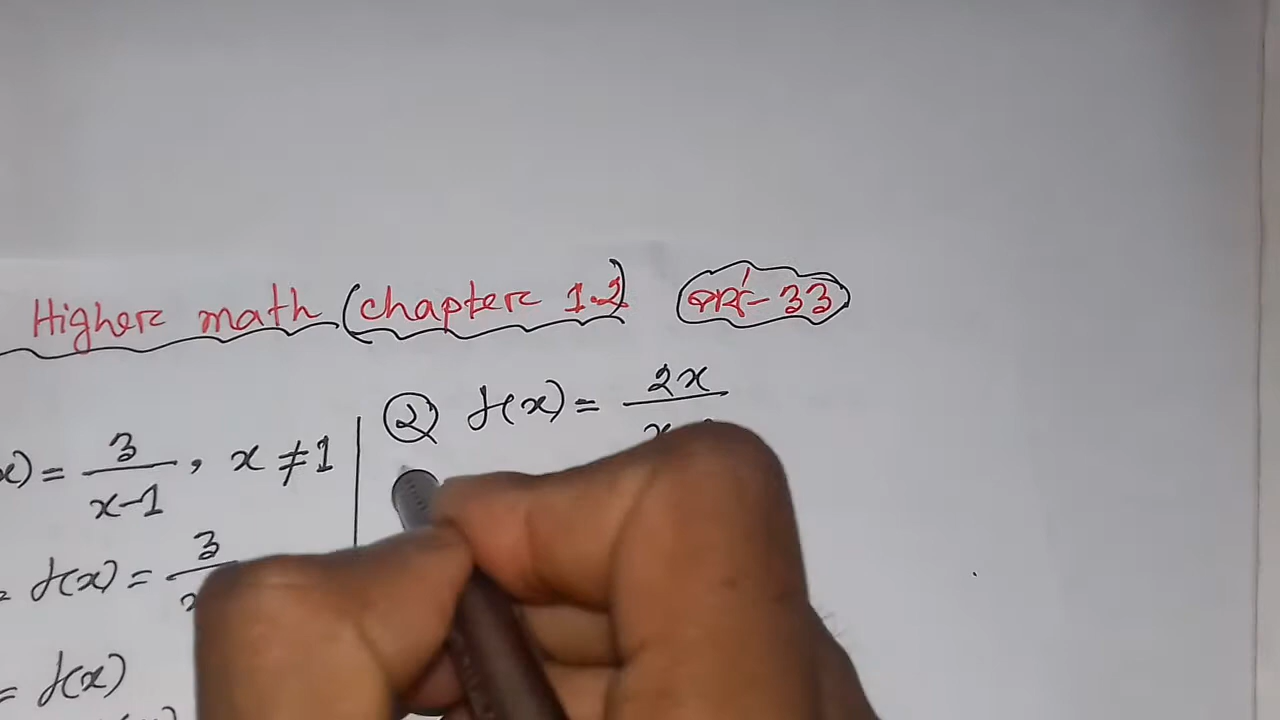 Higher math (chapter 1.2) পার্ট-33
② f(x) = 2x
x) = 3/(x-1), x ≠ 1
= f(x) = 3
= f(x)